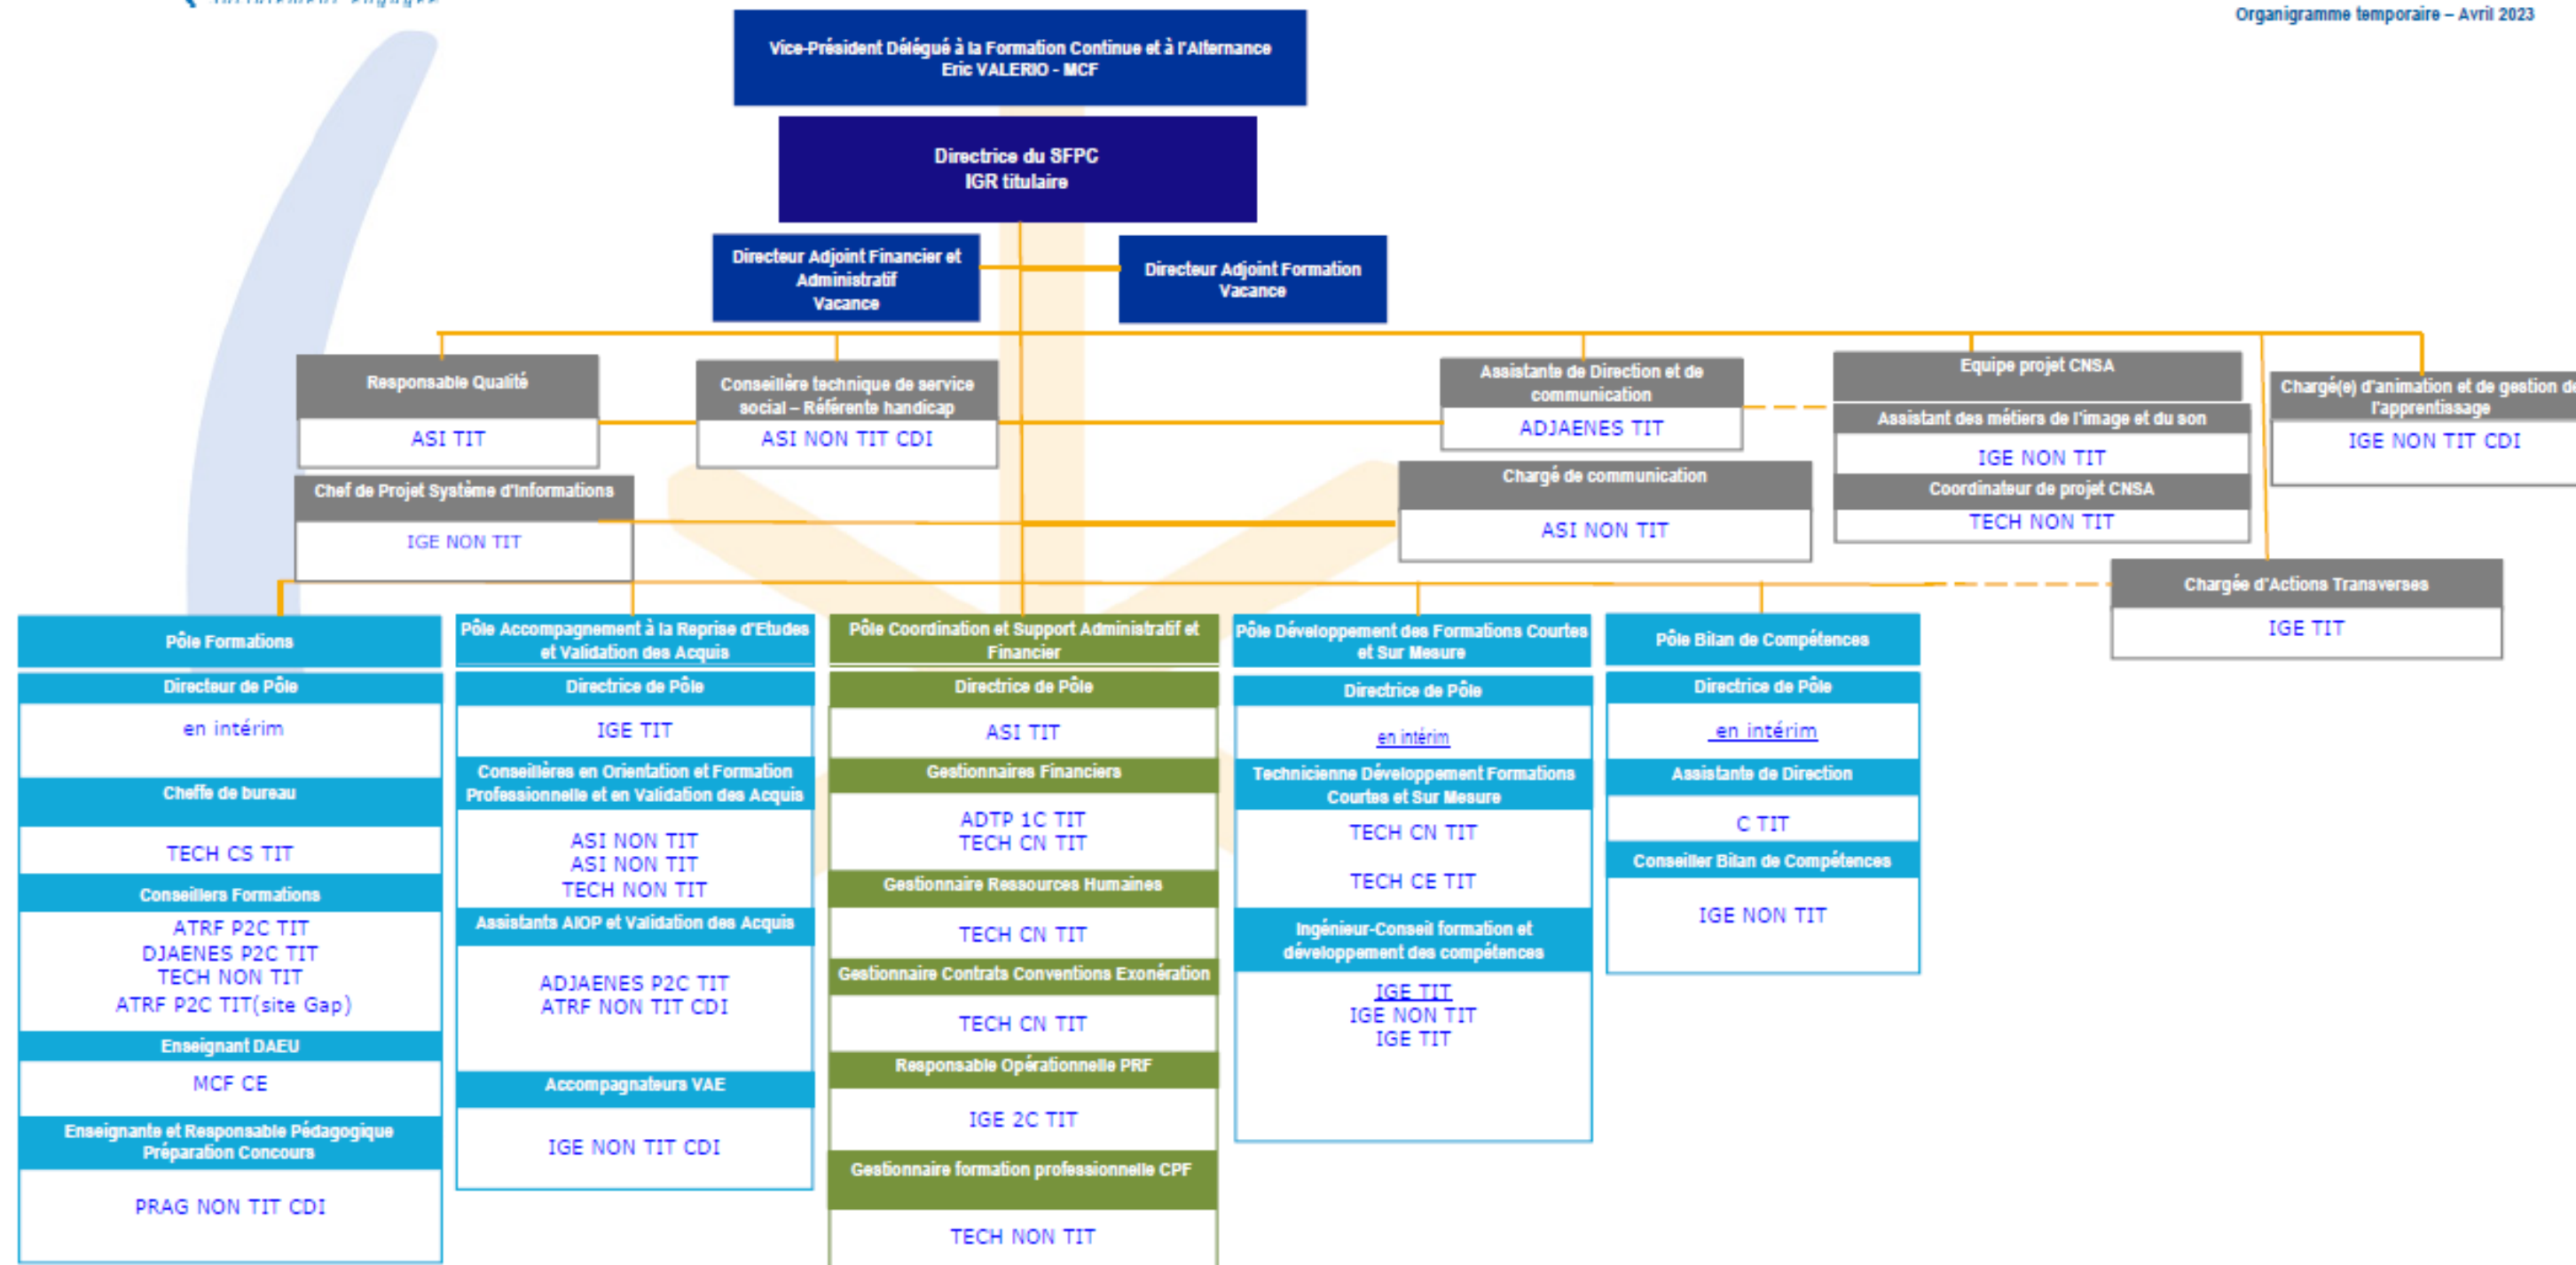 Organigramme temporaire – Avril 2023
Vice-Président Délégué à la Formation Continue et à l'Alternance
Eric VALERIO - MCF
Directrice du SFPC
IGR titulaire
Directeur Adjoint Financier et
Administratif
Vacance
Directeur Adjoint Formation
Vacance
Responsable Qualité
ASI TIT
Conseillère technique de service
social – Référente handicap
ASI NON TIT CDI
Assistante de Direction et de
communication
ADJAENES TIT
Equipe projet CNSA
Assistant des métiers de l'image et du son
IGE NON TIT
Coordinateur de projet CNSA
TECH NON TIT
Chargé(e) d'animation et de gestion de
l'apprentissage
IGE NON TIT CDI
Chef de Projet Système d'Informations
IGE NON TIT
Chargé de communication
ASI NON TIT
Chargée d'Actions Transverses
IGE TIT
Pôle Formations
Directeur de Pôle
en intérim
Cheffe de bureau
TECH CS TIT
Conseillers Formations
ATRF P2C TIT
DJAENES P2C TIT
TECH NON TIT
ATRF P2C TIT(site Gap)
Enseignant DAEU
MCF CE
Enseignante et Responsable Pédagogique
Préparation Concours
PRAG NON TIT CDI
Pôle Accompagnement à la Reprise d'Etudes
et Validation des Acquis
Directrice de Pôle
IGE TIT
Conseillères en Orientation et Formation
Professionnelle et en Validation des Acquis
ASI NON TIT
ASI NON TIT
TECH NON TIT
Assistants AIOP et Validation des Acquis
ADJAENES P2C TIT
ATRF NON TIT CDI
Accompagnateurs VAE
IGE NON TIT CDI
Pôle Coordination et Support Administratif et
Financier
Directrice de Pôle
ASI TIT
Gestionnaires Financiers
ADTP 1C TIT
TECH CN TIT
Gestionnaire Ressources Humaines
TECH CN TIT
Gestionnaire Contrats Conventions Exonération
TECH CN TIT
Responsable Opérationnelle PRF
IGE 2C TIT
Gestionnaire formation professionnelle CPF
TECH NON TIT
Pôle Développement des Formations Courtes
et Sur Mesure
Directrice de Pôle
en intérim
Technicienne Développement Formations
Courtes et Sur Mesure
TECH CN TIT
TECH CE TIT
Ingénieur-Conseil formation et
développement des compétences
IGE TIT
IGE NON TIT
IGE TIT
Pôle Bilan de Compétences
Directrice de Pôle
en intérim
Assistante de Direction
C TIT
Conseiller Bilan de Compétences
IGE NON TIT